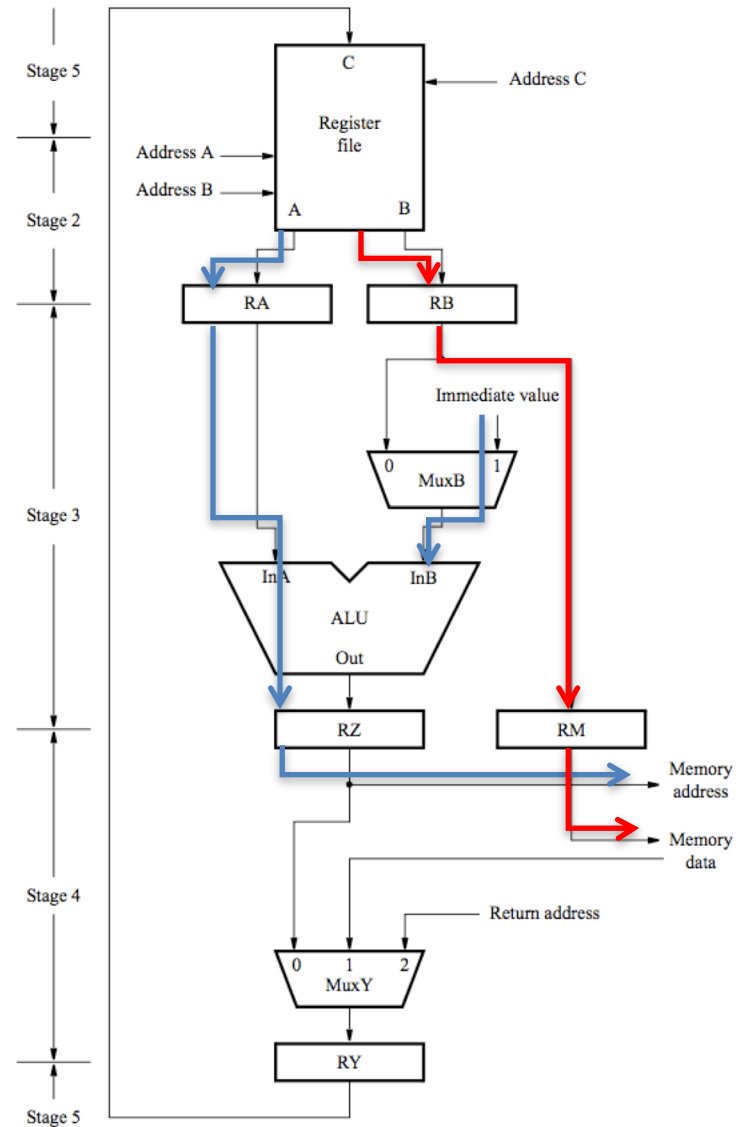 Stage 5
C
Address C
Register
file
Address A
Address B
A
B
Stage 2
RA
RB
Immediate value
0
1
MuxB
Stage 3
InA
InB
ALU
Out
RZ
RM
Memory
address
Memory
data
Stage 4
Return address
0
1
2
MuxY
RY
Stage 5